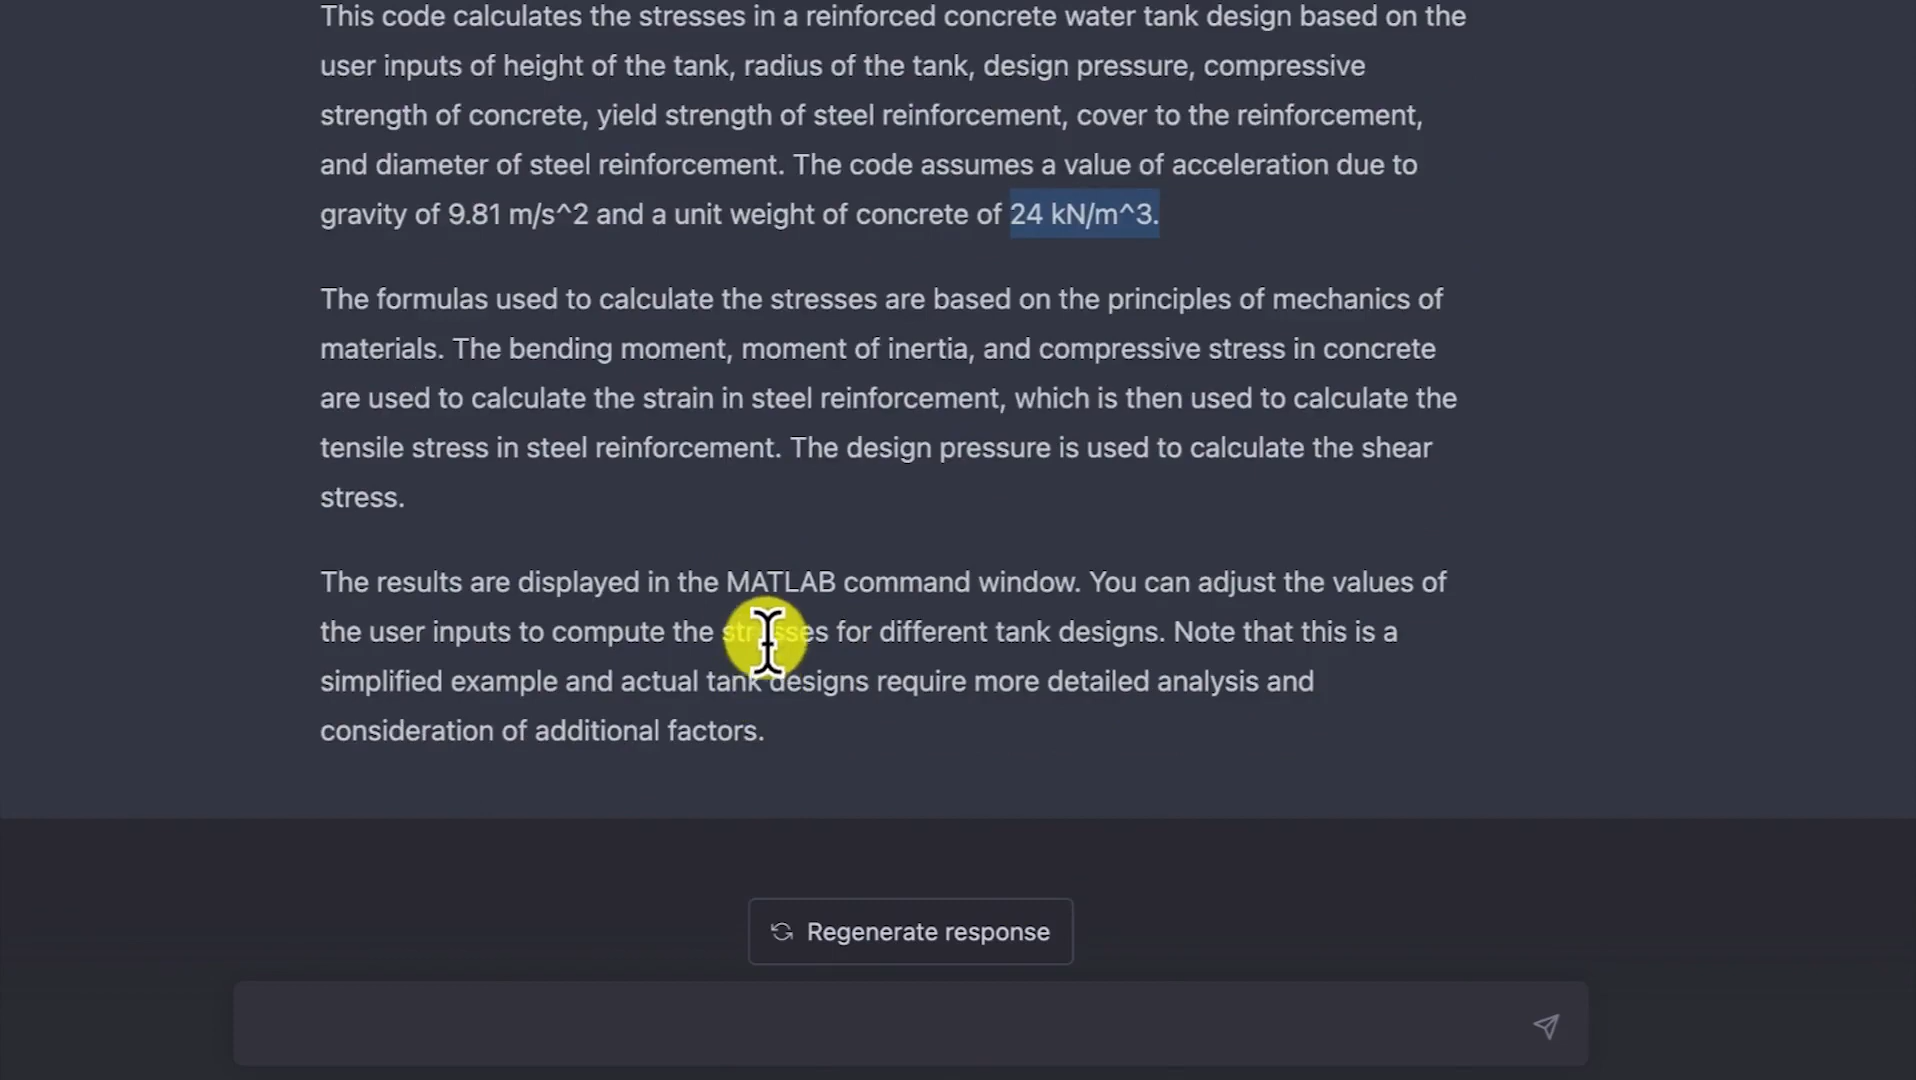 This code calculates the stresses in a reinforced concrete water tank design based on the
user inputs of height of the tank, radius of the tank, design pressure, compressive
strength of concrete, yield strength of steel reinforcement, cover to the reinforcement,
and diameter of steel reinforcement. The code assumes a value of acceleration due to
gravity of 9.81 m/s^2 and a unit weight of concrete of 24 kN/m^3.
The formulas used to calculate the stresses are based on the principles of mechanics of
materials. The bending moment, moment of inertia, and compressive stress in concrete
are used to calculate the strain in steel reinforcement, which is then used to calculate the
tensile stress in steel reinforcement. The design pressure is used to calculate the shear
stress.
The results are displayed in the MATLAB command window. You can adjust the values of
the user inputs to compute the stresses for different tank designs. Note that this is a
simplified example and actual tank designs require more detailed analysis and
consideration of additional factors.
Regenerate response